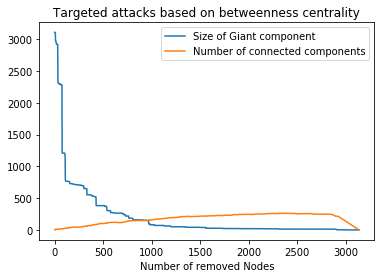 Targeted attacks based on betweenness centrality
Size of Giant component
Number of connected components
3000
2500
2000
1500
1000
500
0
0 500 1000 1500 2000 2500 3000
Number of removed Nodes